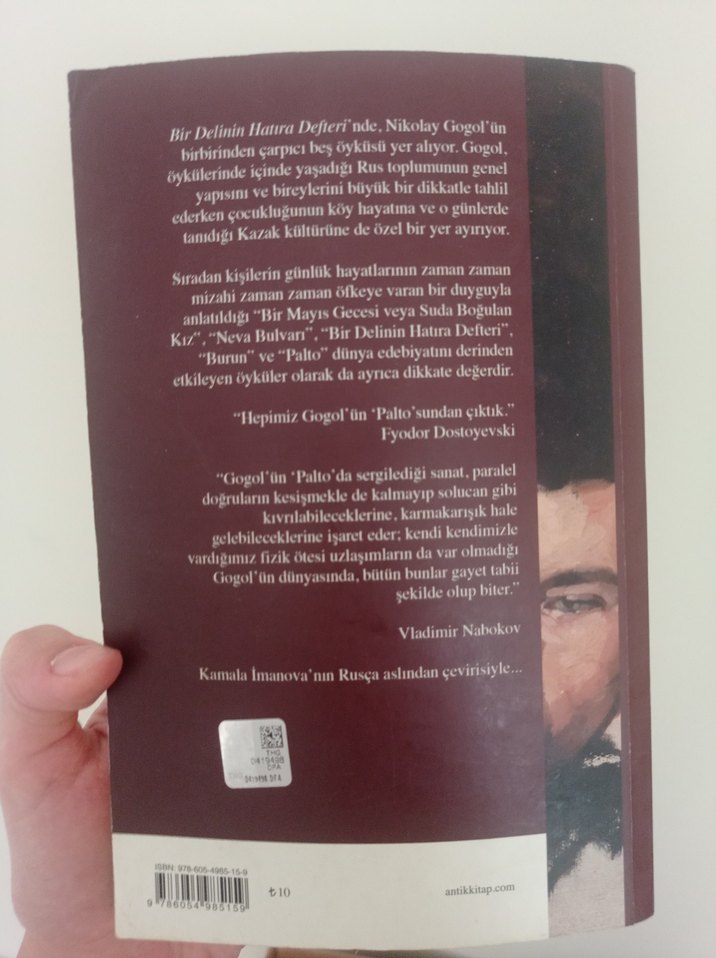 Bir Delinin Hatıra Defteri'nde, Nikolay Gogol'ün
birbirinden çarpıcı beş öyküsü yer alıyor. Gogol,
öykülerinde içinde yaşadığı Rus toplumunun genel
yapısını ve bireylerini büyük bir dikkatle tahlil
ederken çocukluğunun köy hayatına ve o günlerde
tanıdığı Kazak kültürüne de özel bir yer ayırıyor.
Sıradan kişilerin günlük hayatlarının zaman zaman
mizahi zaman zaman öfkeye varan bir duyguyla
anlatıldığı “Bir Mayıs Gecesi veya Suda Boğulan
Kız”, “Neva Bulvarı”, “Bir Delinin Hatıra Defteri”,
“Burun” ve “Palto” dünya edebiyatını derinden
etkileyen öyküler olarak da ayrıca dikkate değerdir.
“Hepimiz Gogol'ün ‘Palto’sundan çıktık.”
Fyodor Dostoyevski
“Gogol'ün ‘Palto’da sergilediği sanat, paralel
doğruların kesişmekle de kalmayıp solucan gibi
kıvrılabileceklerine, karmakarışık hale
gelebileceklerine işaret eder; kendi kendimizle
vardığımız fizik ötesi uzlaşımların da var olmadığı
Gogol'ün dünyasında, bütün bunlar gayet tabii
şekilde olup biter.”
Vladimir Nabokov
Kamala İmanova'nın Rusça aslından çevirisiyle...
THG
0419498
DFA
THG 0419498 DFA
ISBN: 978-605-4985-15-9
9 786054 985159
₺10
antikkitap.com